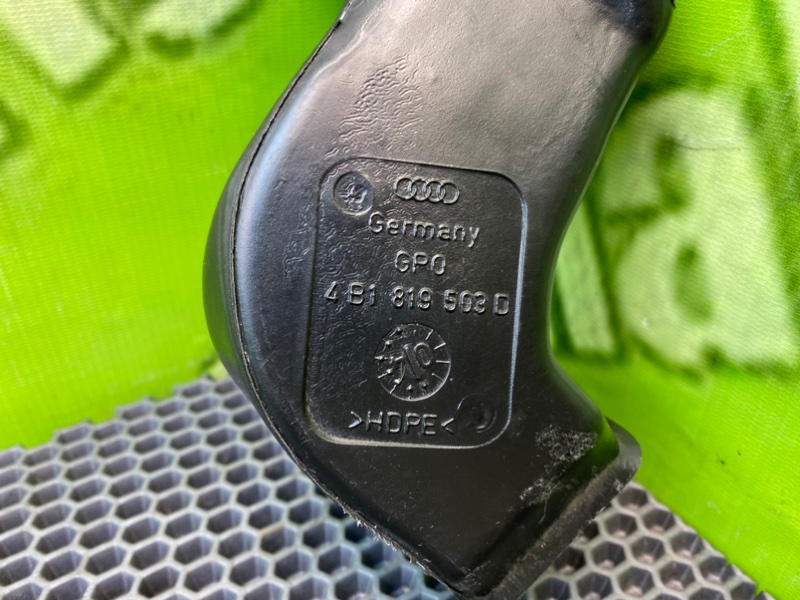 Germany
GPO
4 B1 819 503 D
10
>HDPE<